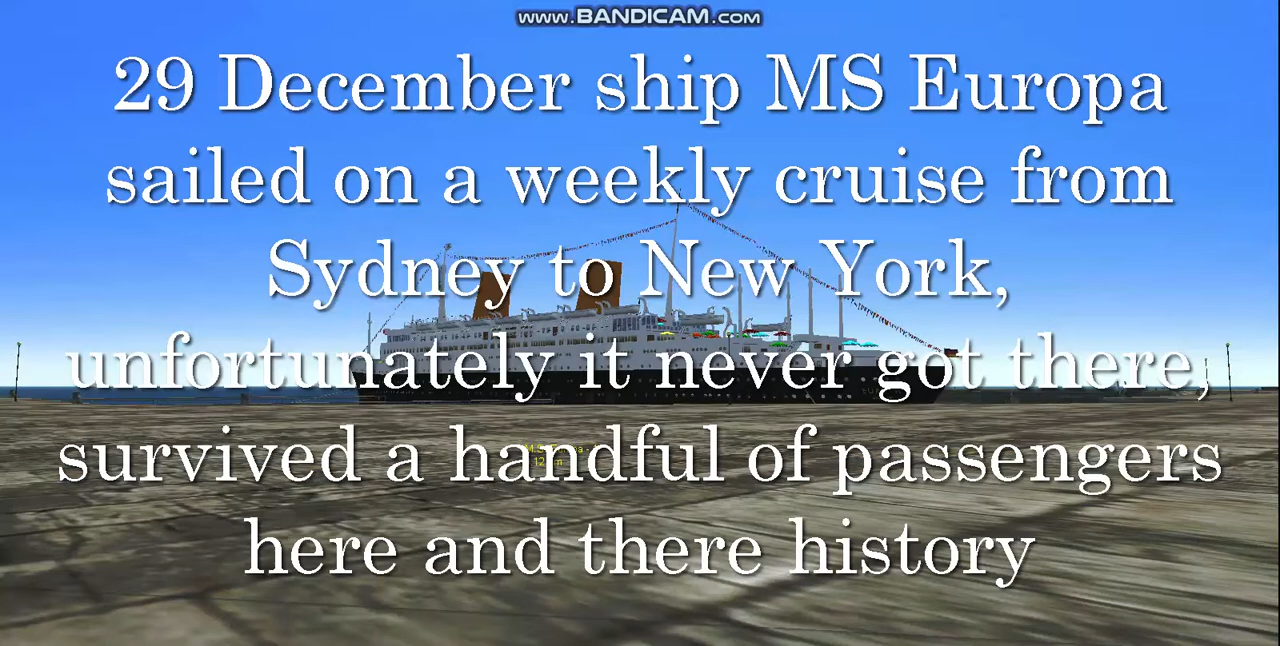 www.BANDICAM.com
29 December ship MS Europa
sailed on a weekly cruise from
Sydney to New York,
unfortunately it never got there,
survived a handful of passengers
here and there history